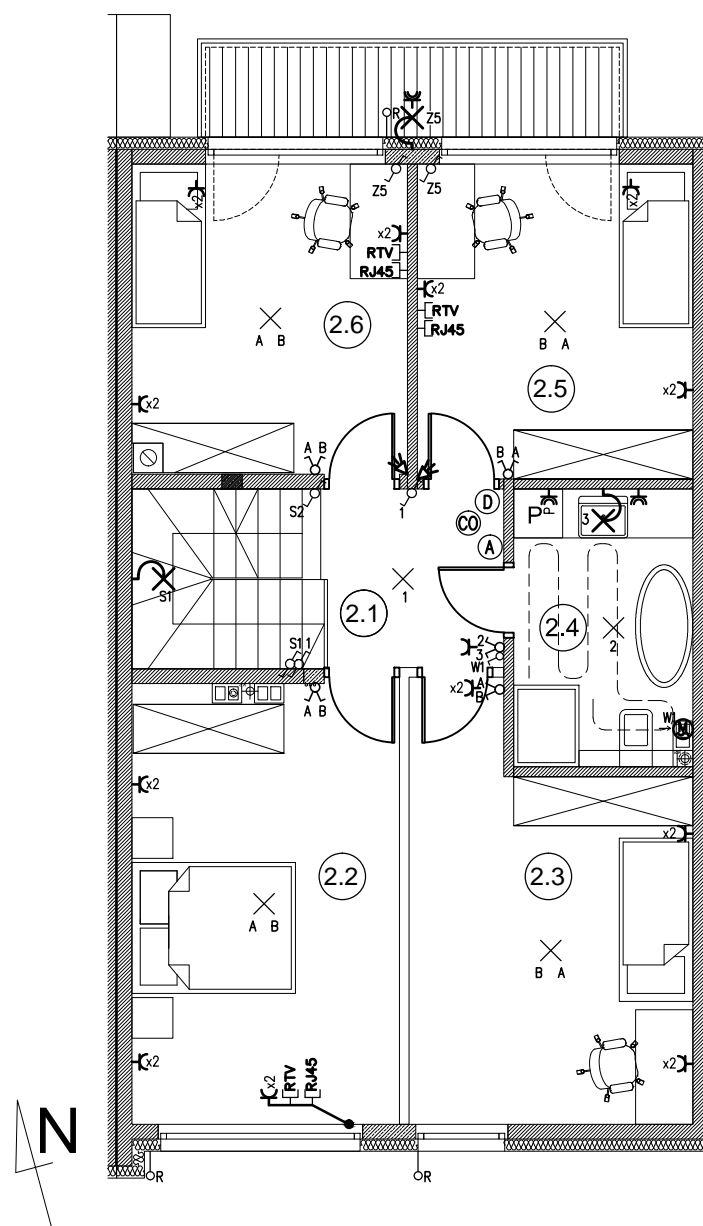 R
Z5
Z5
Z5
x2
x2
x2
RTV
RJ45
x2
RTV
RJ45
A B
2.6
B A
2.5
x2
x2
A B
B A
S2
1
D
P
P
3
CO
A
S1
1
2.1
2.4
2
S1 1
2
3
W1
A B
x2
A
B
W1
M
x2
x2
2.2
2.3
A B
B A
x2
x2
x2
RTV
RJ45
N
R
R